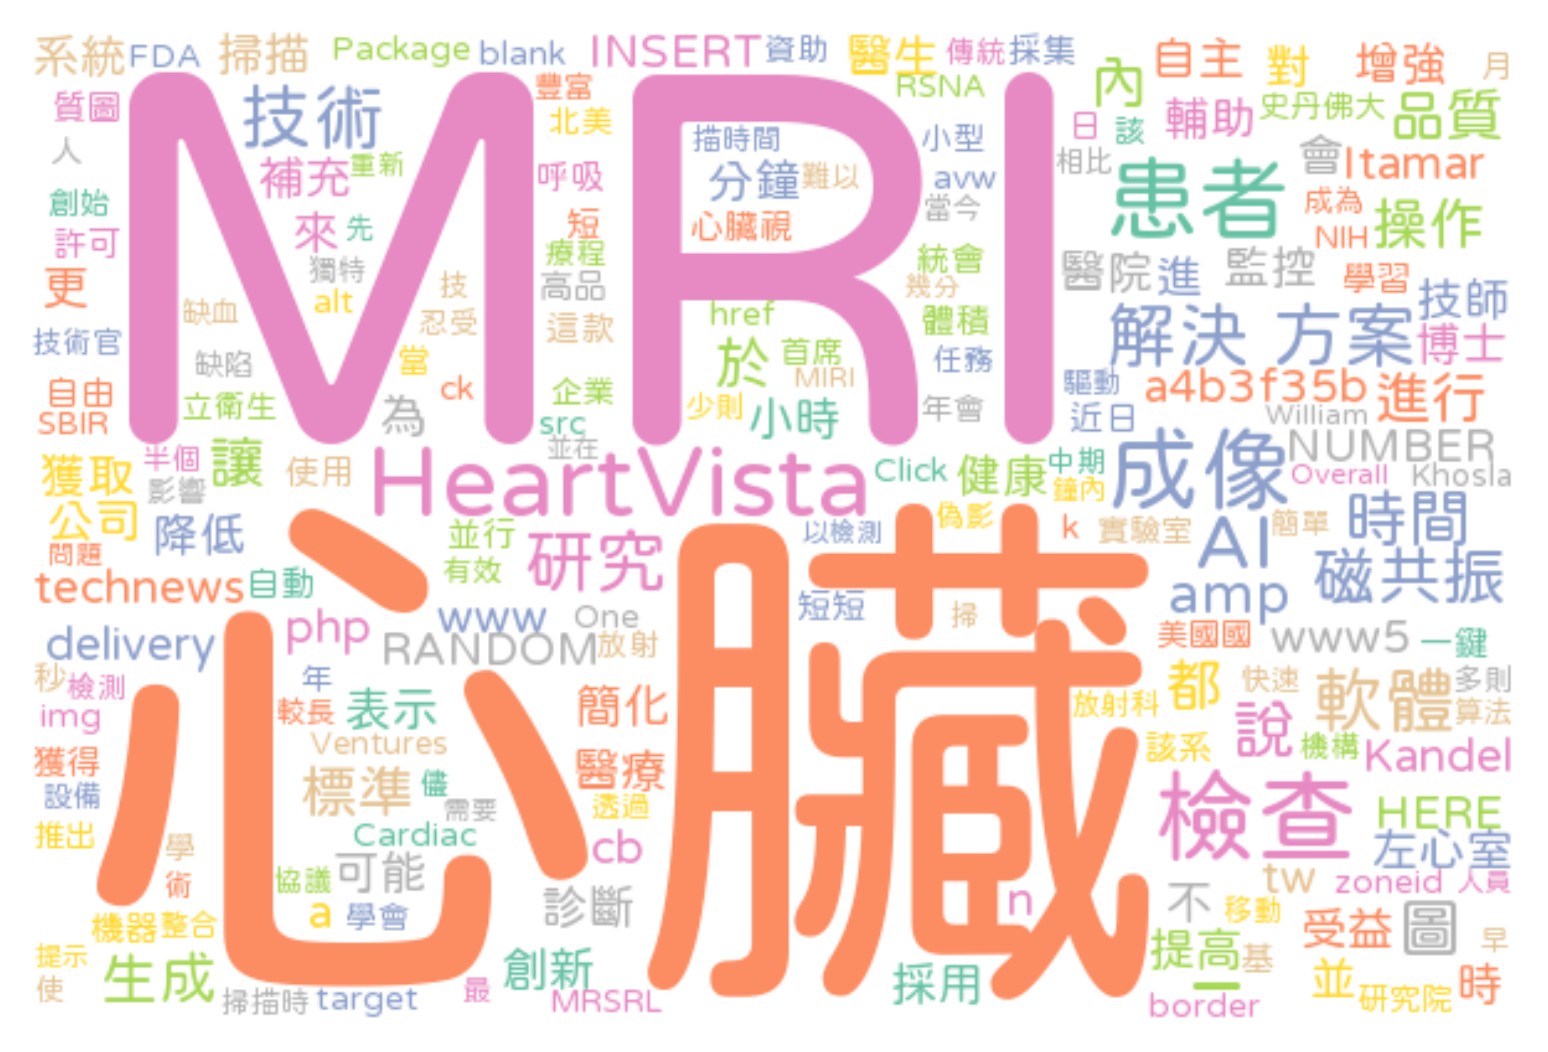 系統 FDA 掃描 Package blank INSERT 資助 醫生 傳統 採集 自主 對 增強 月
質圖 技術 豐富 RSNA 內 輔助 史丹佛大 品質
MRI
人 補充 重新 北美 描時間 小型 日 該 會 Itamar
創始 呼吸 分鐘 難以 avw 相比 患者 成為
許可 來 先 短 心臟視 當今 NIH 操作
更 獨特 療程 統會 醫院 進 監控 學習
缺血 alt 技 高品 幾分 技師
技術官 忍受 這款 href 體積 解決 方案 博士
缺陷 當 於 首席 任務
自由 ck 企業 MIRI 驅動 a4b3f35b 進行
SBIR 立衛生 為 src 少則 小時 年會 近日 William
半個 讓 並在 成像 NUMBER
獲取 影響 使用 HeartVista Click 健康 中期 Overall Khosla
公司 降低 鐘內 偽影 時間
問題 並行 研究 以檢測 k 實驗室 AI 簡單
technews 自動 有效 磁共振
心臟
delivery php www One 短短 掃 amp
RANDOM 放射 美國國 www5 一鍵
秒 檢測 年 都 快速 軟體 多則
img 較長 表示 簡化 放射科 說 算法
獲得 Ventures 醫療 該系 機構 Kandel
設備 標準 儘 需要 透過 檢查 HERE
推出 Cardiac cb 左心室
學 協議 可能 tw zoneid 人員
術 a 學會 診斷 n 不 移動 受益 圖
機器 整合 提高 早
提示 生成 創新 採用 一 基 並 時
使 掃描時 target 最 MRSRL border 研究院